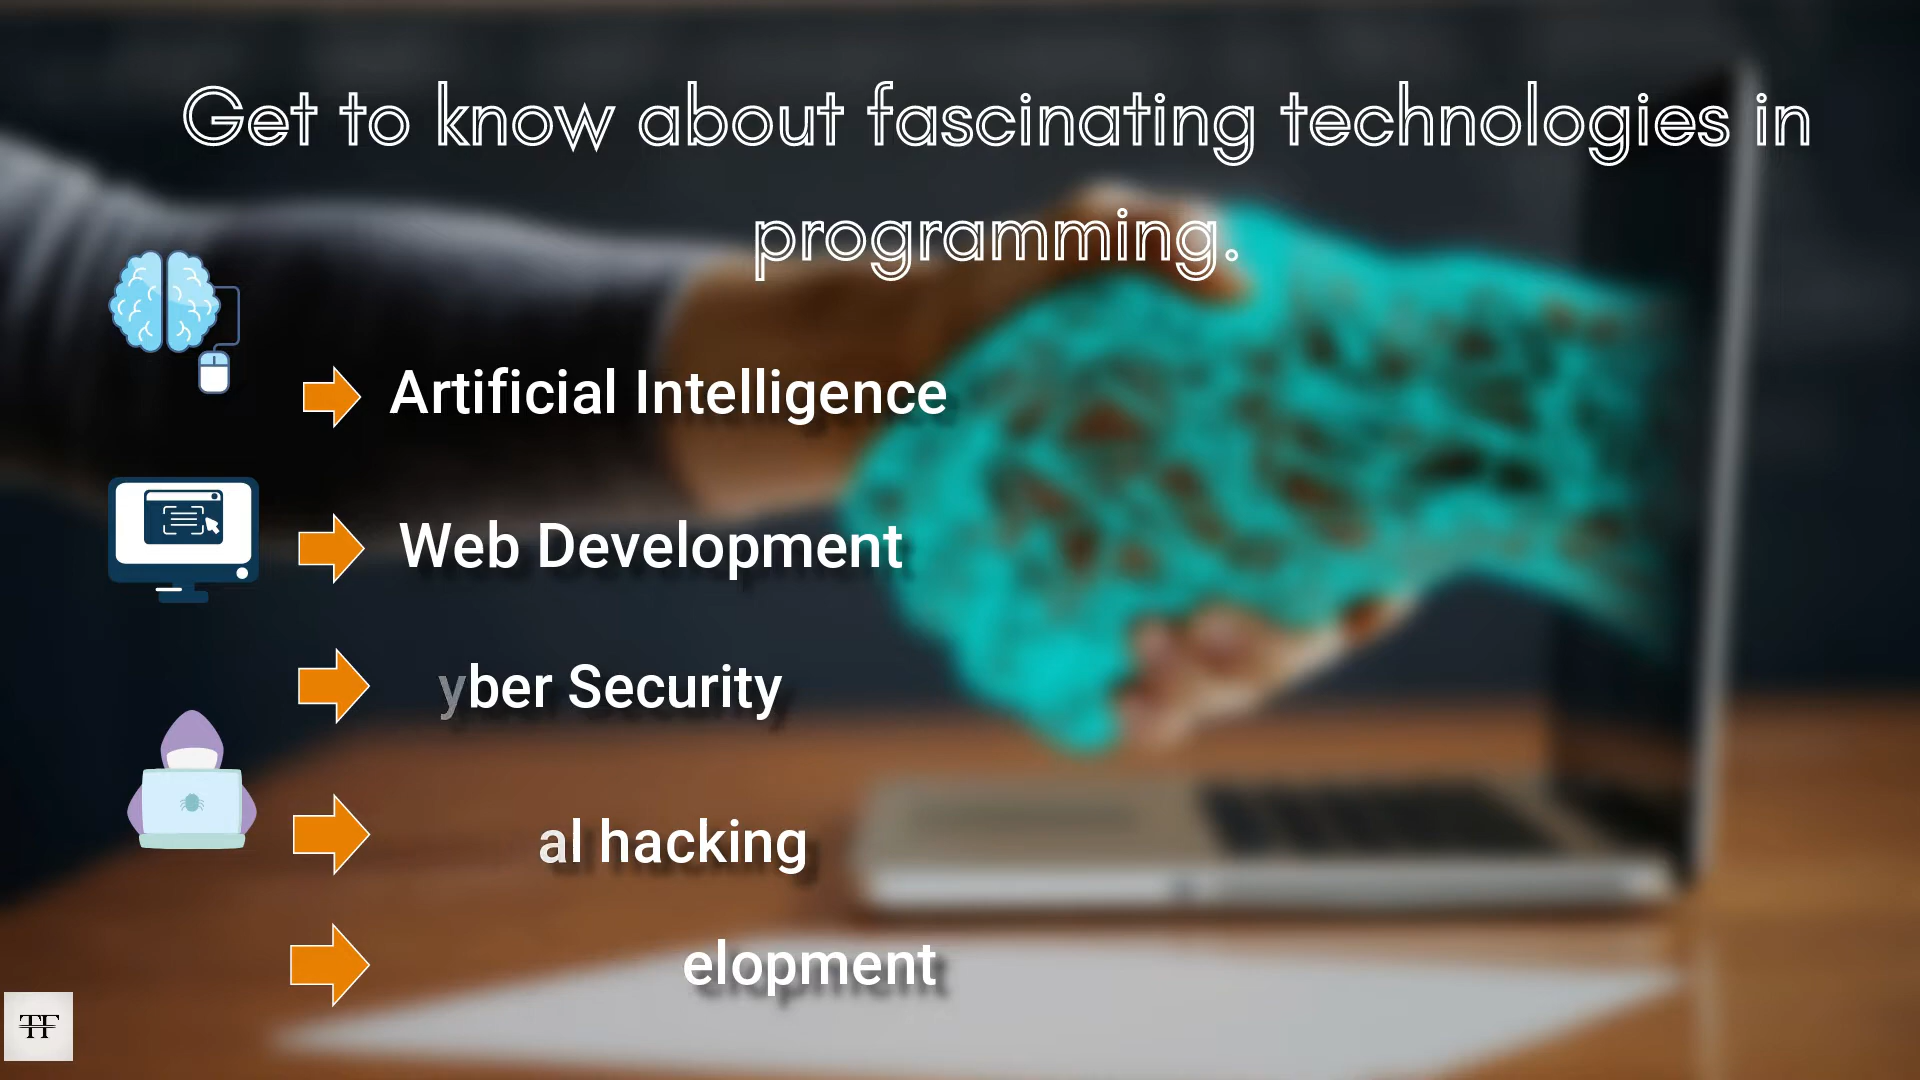 Get to know about fascinating technologies in
programming.
Artificial Intelligence
Web Development
yber Security
al hacking
elopment
TF